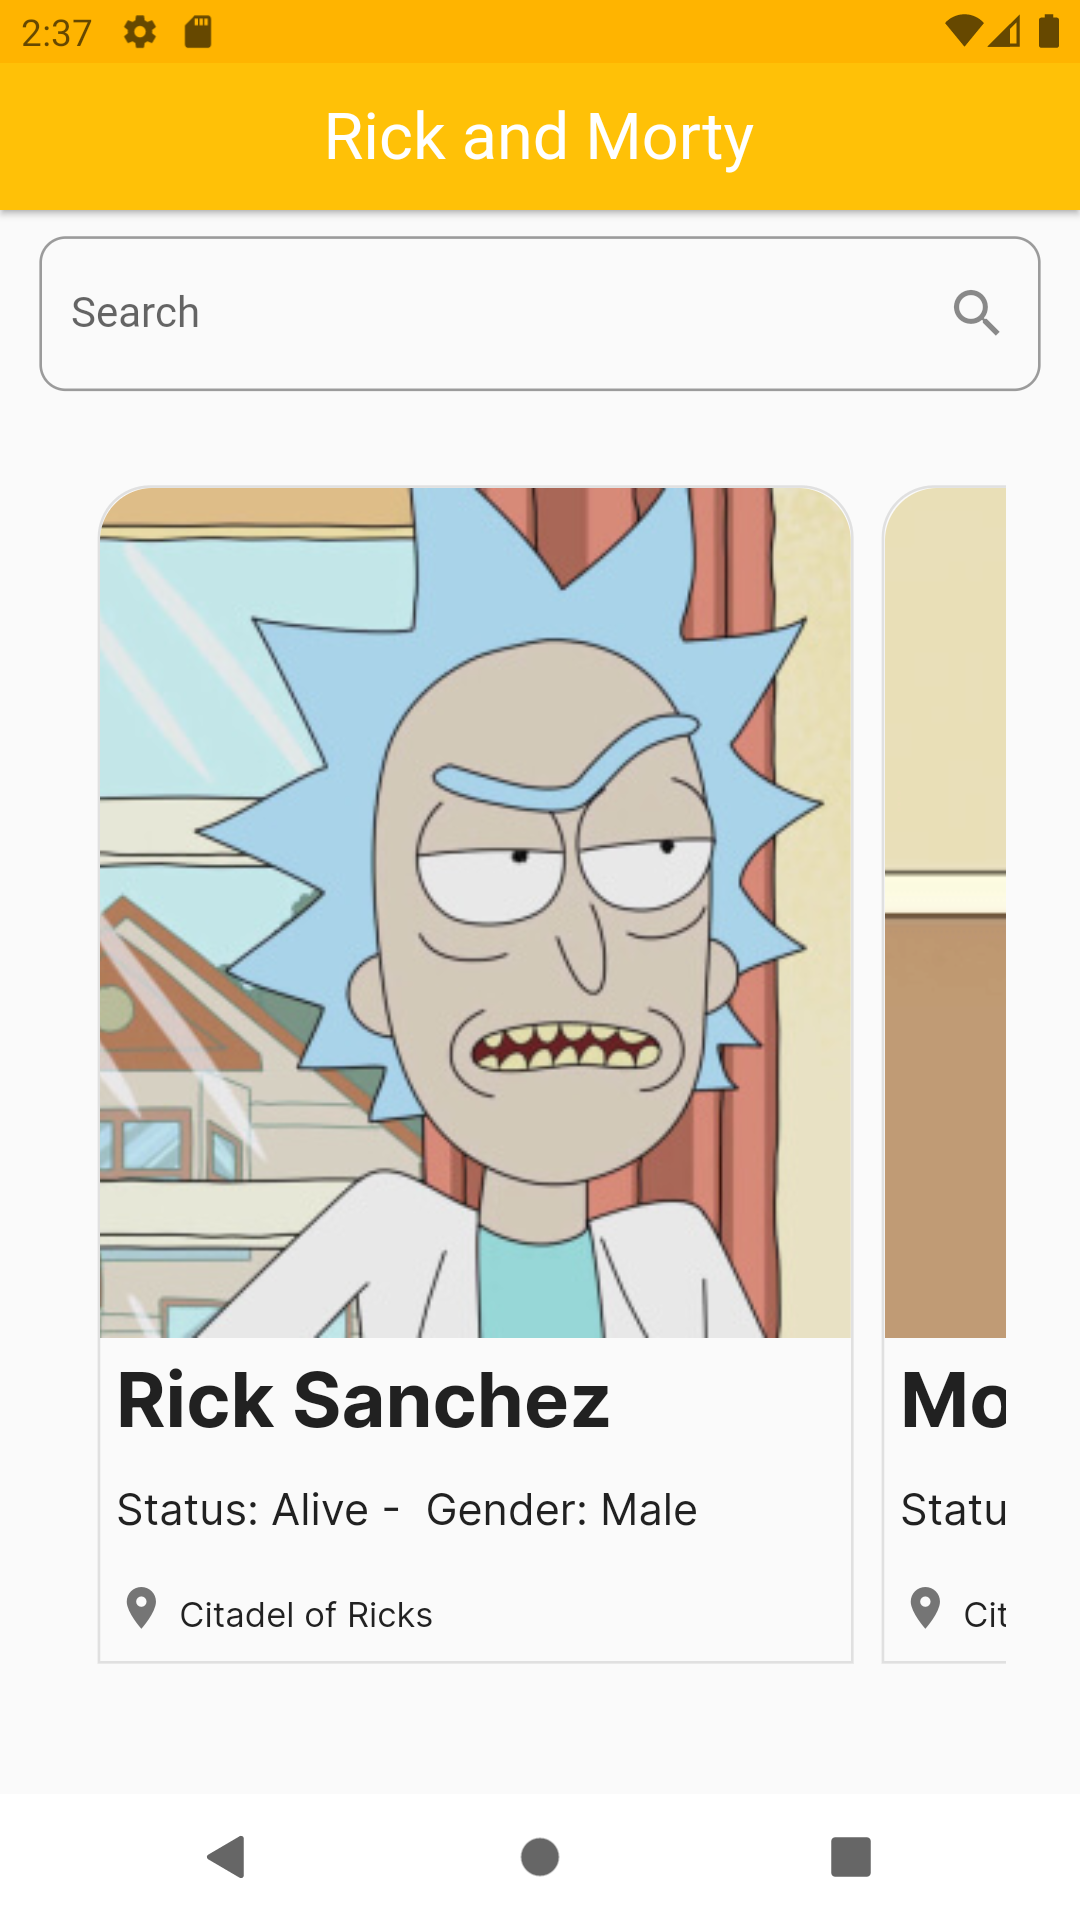 2:37
Rick and Morty
Search
Rick Sanchez
Status: Alive -  Gender: Male
Citadel of Ricks
Mo
Statu
Cit